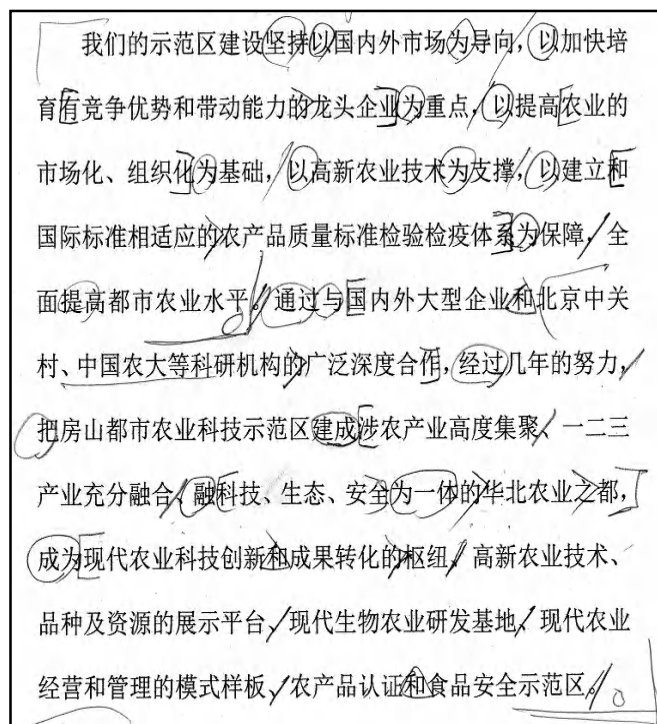 我们的示范区建设坚持以国内外市场为导向，以加快培
育有竞争优势和带动能力的龙头企业为重点，以提高农业的
市场化、组织化为基础，以高新农业技术为支撑，以建立和
国际标准相适应的农产品质量标准检验检疫体系为保障，全
面提高都市农业水平。通过与国内外大型企业和北京中关
村、中国农大等科研机构的广泛深度合作，经过几年的努力，
把房山都市农业科技示范区建成涉农产业高度集聚、一二三
产业充分融合、融科技、生态、安全为一体的华北农业之都，
成为现代农业科技创新和成果转化的枢纽、高新农业技术、
品种及资源的展示平台、现代生物农业研发基地、现代农业
经营和管理的模式样板、农产品认证和食品安全示范区。